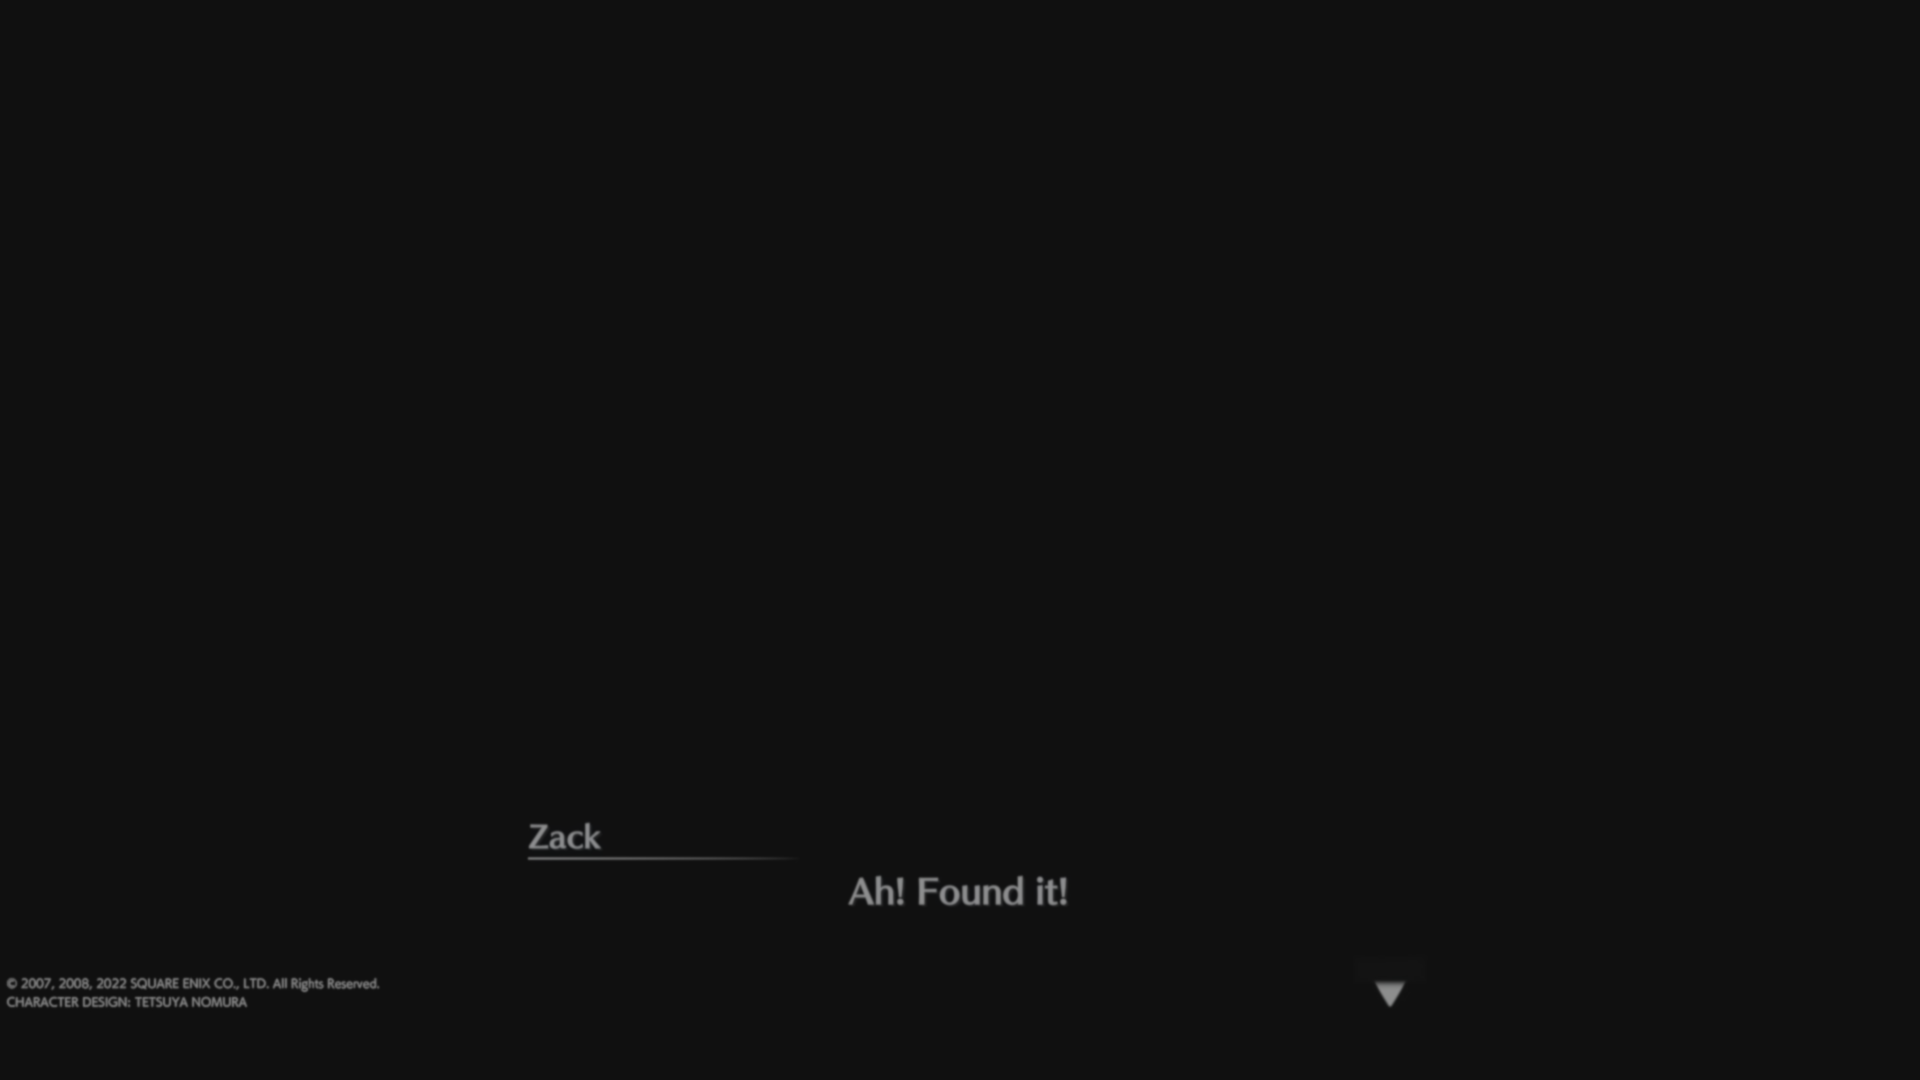 Zack
Ah! Found it!
© 2007, 2008, 2022 SQUARE ENIX CO., LTD. All Rights Reserved.
CHARACTER DESIGN: TETSUYA NOMURA